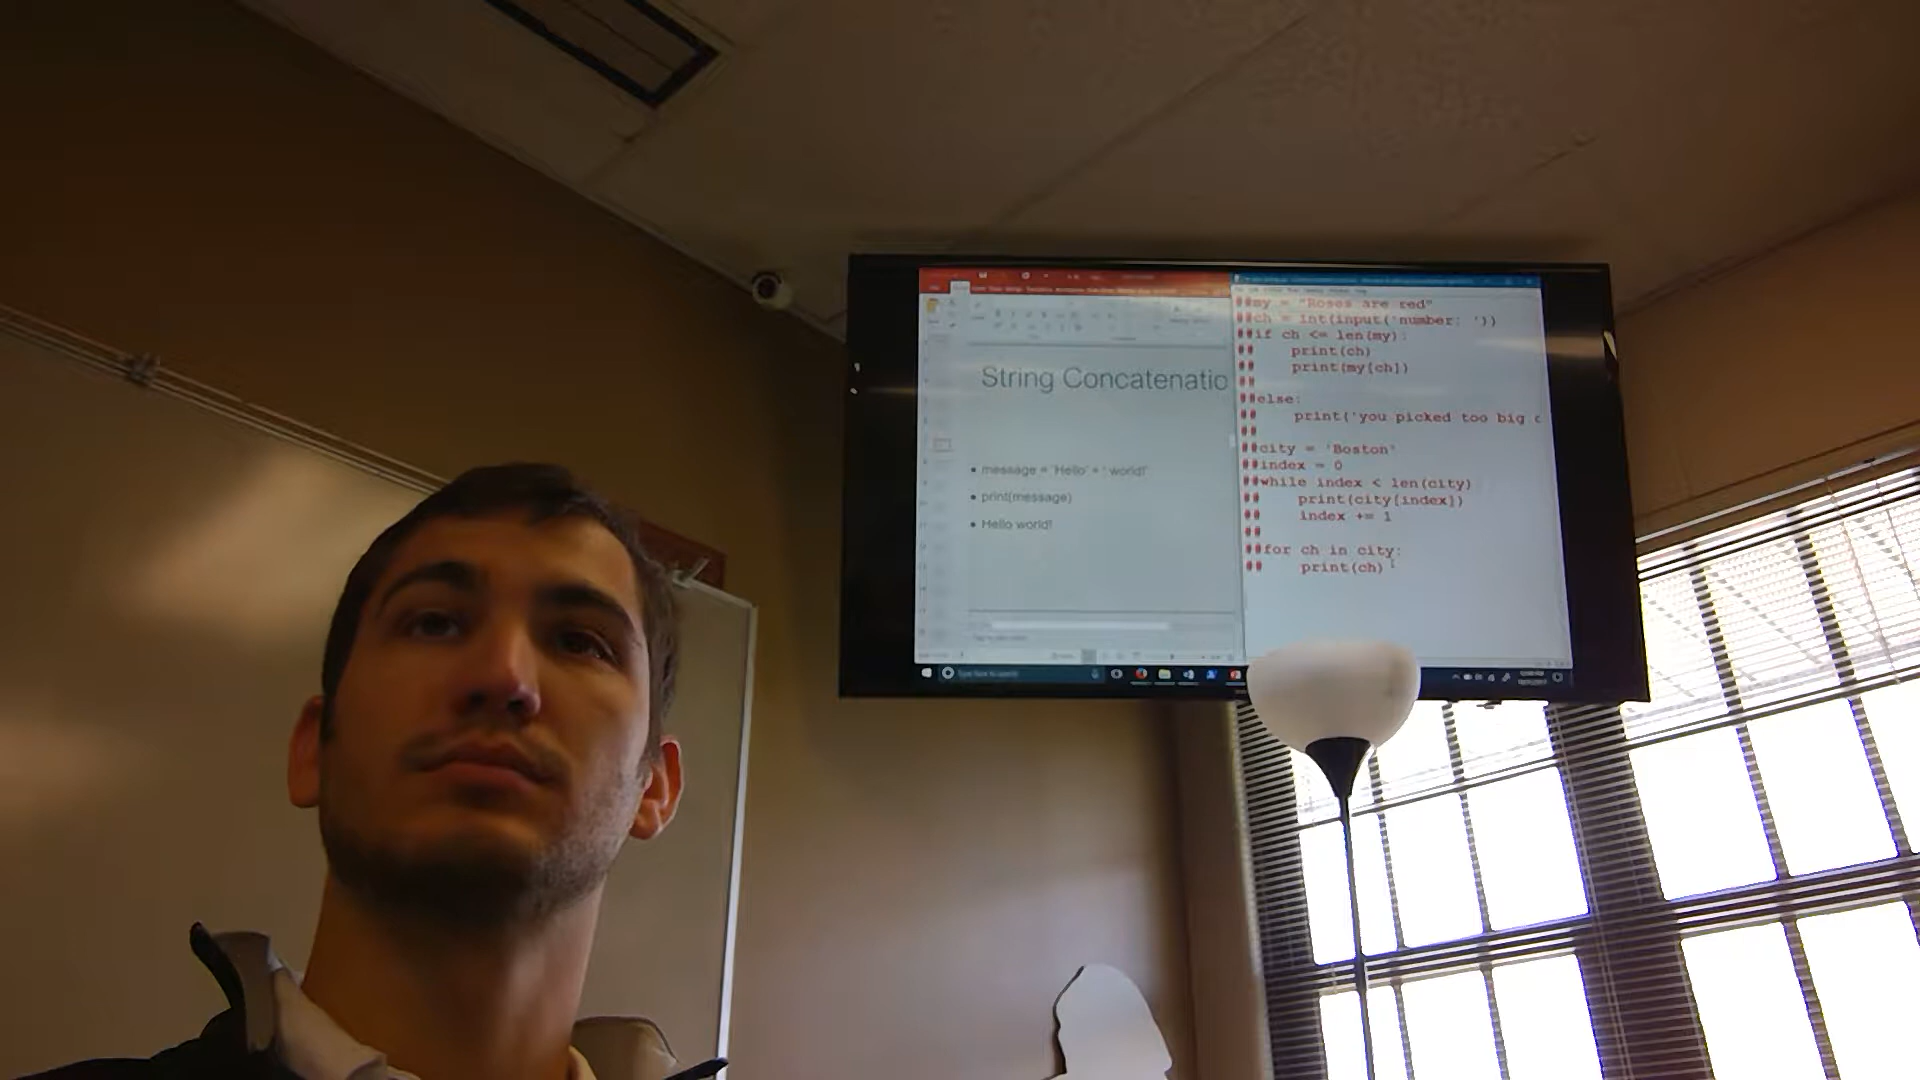 String Concatenatio
message = 'Hello' + ' world!'
print(message)
Hello world!
##my = "Roses are red"
##ch = int(input('number: '))
##if ch <= len(my):
##    print(ch)
##    print(my[ch])
##
##else:
##    print('you picked too big
##
##city = 'Boston'
##index = 0
##while index < len(city)
##    print(city[index])
##    index += 1
##
##for ch in city:
##    print(ch)